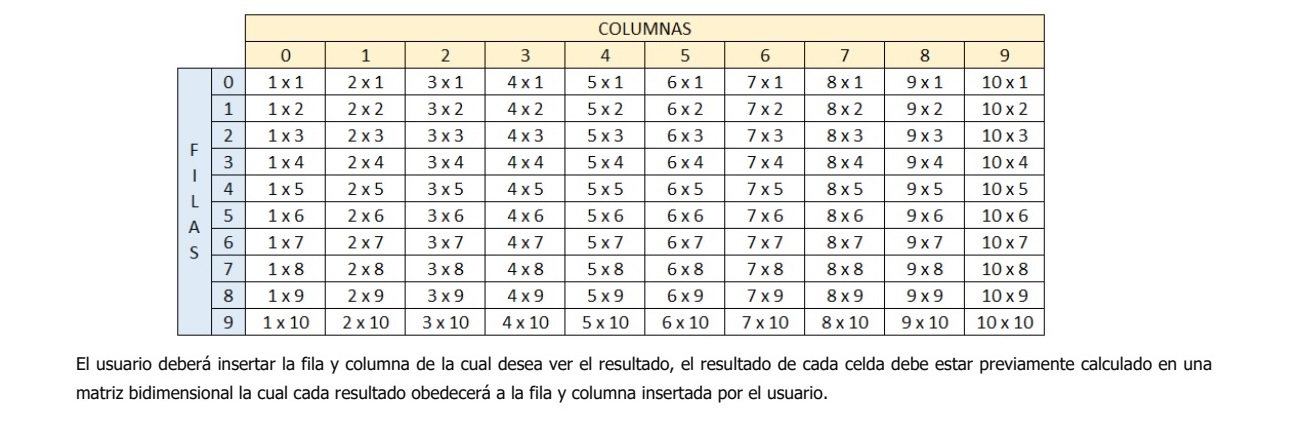 COLUMNAS
0 1 2 3 4 5 6 7 8 9
0 1 x 1 2 x 1 3 x 1 4 x 1 5 x 1 6 x 1 7 x 1 8 x 1 9 x 1 10 x 1
1 1 x 2 2 x 2 3 x 2 4 x 2 5 x 2 6 x 2 7 x 2 8 x 2 9 x 2 10 x 2
2 1 x 3 2 x 3 3 x 3 4 x 3 5 x 3 6 x 3 7 x 3 8 x 3 9 x 3 10 x 3
3 1 x 4 2 x 4 3 x 4 4 x 4 5 x 4 6 x 4 7 x 4 8 x 4 9 x 4 10 x 4
4 1 x 5 2 x 5 3 x 5 4 x 5 5 x 5 6 x 5 7 x 5 8 x 5 9 x 5 10 x 5
5 1 x 6 2 x 6 3 x 6 4 x 6 5 x 6 6 x 6 7 x 6 8 x 6 9 x 6 10 x 6
6 1 x 7 2 x 7 3 x 7 4 x 7 5 x 7 6 x 7 7 x 7 8 x 7 9 x 7 10 x 7
7 1 x 8 2 x 8 3 x 8 4 x 8 5 x 8 6 x 8 7 x 8 8 x 8 9 x 8 10 x 8
8 1 x 9 2 x 9 3 x 9 4 x 9 5 x 9 6 x 9 7 x 9 8 x 9 9 x 9 10 x 9
9 1 x 10 2 x 10 3 x 10 4 x 10 5 x 10 6 x 10 7 x 10 8 x 10 9 x 10 10 x 10
FILAS
El usuario deberá insertar la fila y columna de la cual desea ver el resultado, el resultado de cada celda debe estar previamente calculado en una
matriz bidimensional la cual cada resultado obedecerá a la fila y columna insertada por el usuario.